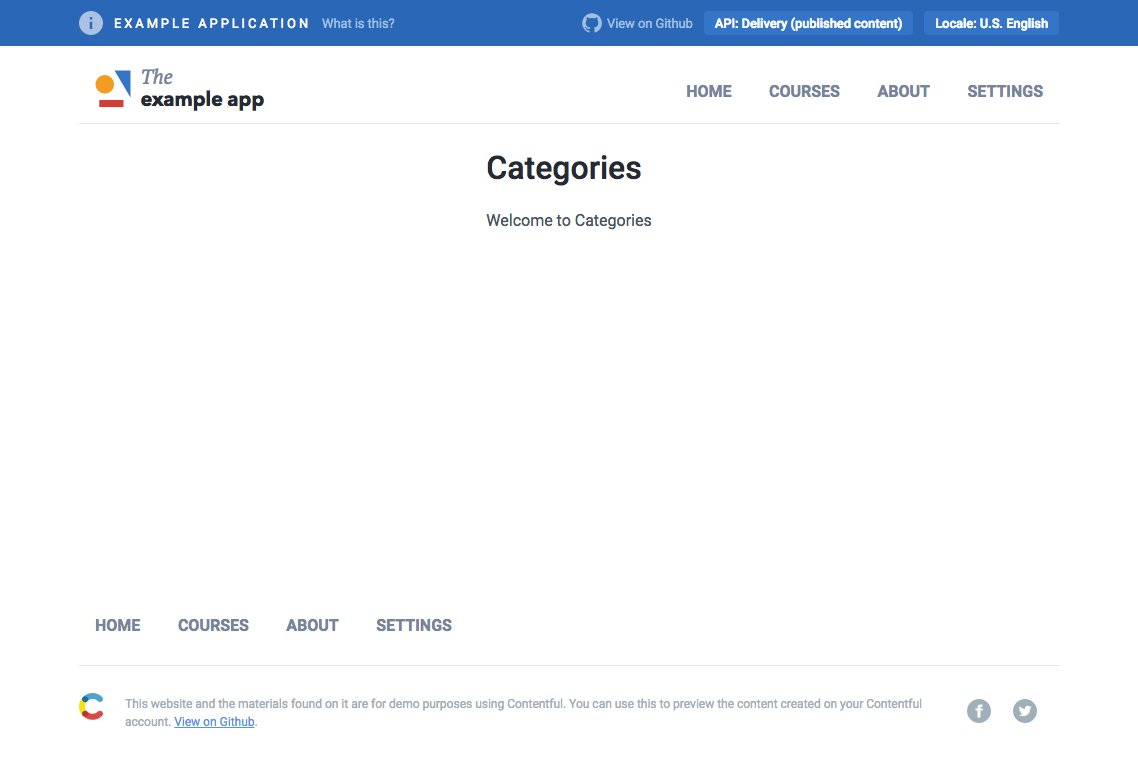 EXAMPLE APPLICATION What is this? View on Github API: Delivery (published content) Locale: U.S. English
The
example app
HOME COURSES ABOUT SETTINGS
Categories
Welcome to Categories
HOME COURSES ABOUT SETTINGS
This website and the materials found on it are for demo purposes using Contentful. You can use this to preview the content created on your Contentful
account. View on Github.